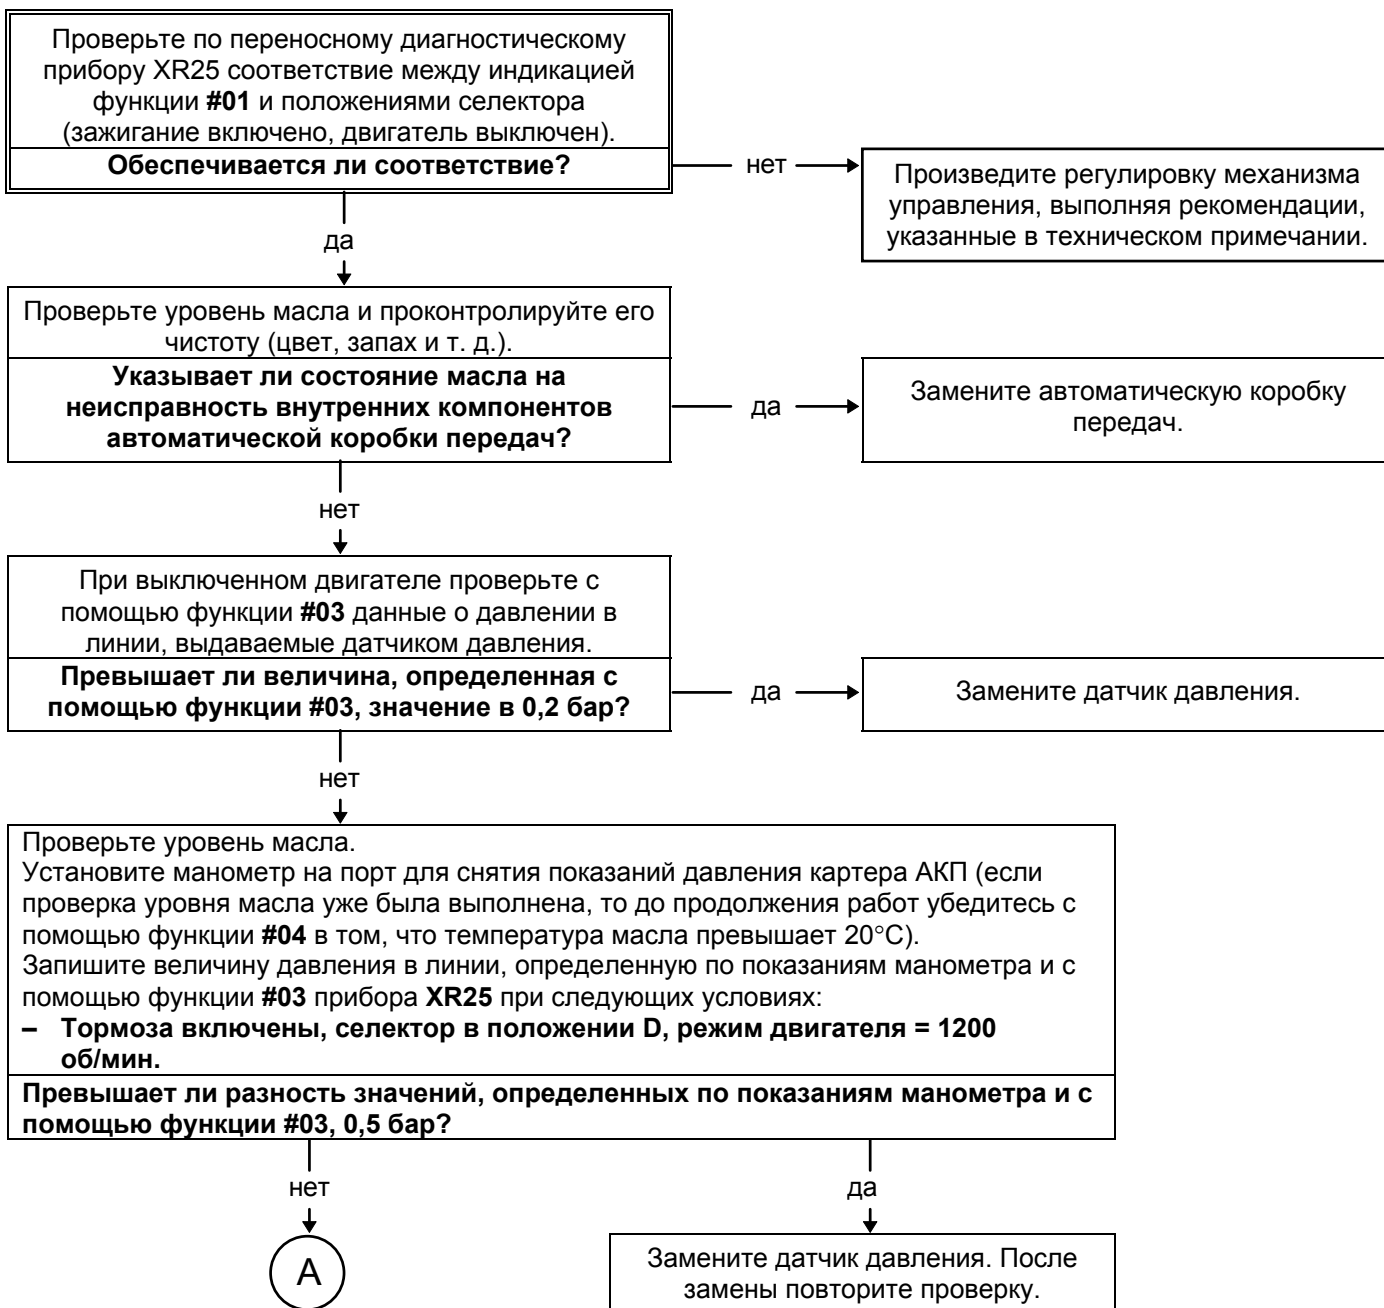 Проверьте по переносному диагностическому
прибору XR25 соответствие между индикацией
функции #01 и положениями селектора
(зажигание включено, двигатель выключен).
Обеспечивается ли соответствие?
нет
Произведите регулировку механизма
управления, выполняя рекомендации,
указанные в техническом примечании.
да
Проверьте уровень масла и проконтролируйте его
чистоту (цвет, запах и т. д.).
Указывает ли состояние масла на
неисправность внутренних компонентов
автоматической коробки передач?
да
Замените автоматическую коробку
передач.
нет
При выключенном двигателе проверьте с
помощью функции #03 данные о давлении в
линии, выдаваемые датчиком давления.
Превышает ли величина, определенная с
помощью функции #03, значение в 0,2 бар?
да
Замените датчик давления.
нет
Проверьте уровень масла.
Установите манометр на порт для снятия показаний давления картера АКП (если
проверка уровня масла уже была выполнена, то до продолжения работ убедитесь с
помощью функции #04 в том, что температура масла превышает 20°С).
Запишите величину давления в линии, определенную по показаниям манометра и с
помощью функции #03 прибора XR25 при следующих условиях:
– Тормоза включены, селектор в положении D, режим двигателя = 1200
об/мин.
Превышает ли разность значений, определенных по показаниям манометра и с
помощью функции #03, 0,5 бар?
нет
да
А
Замените датчик давления. После
замены повторите проверку.